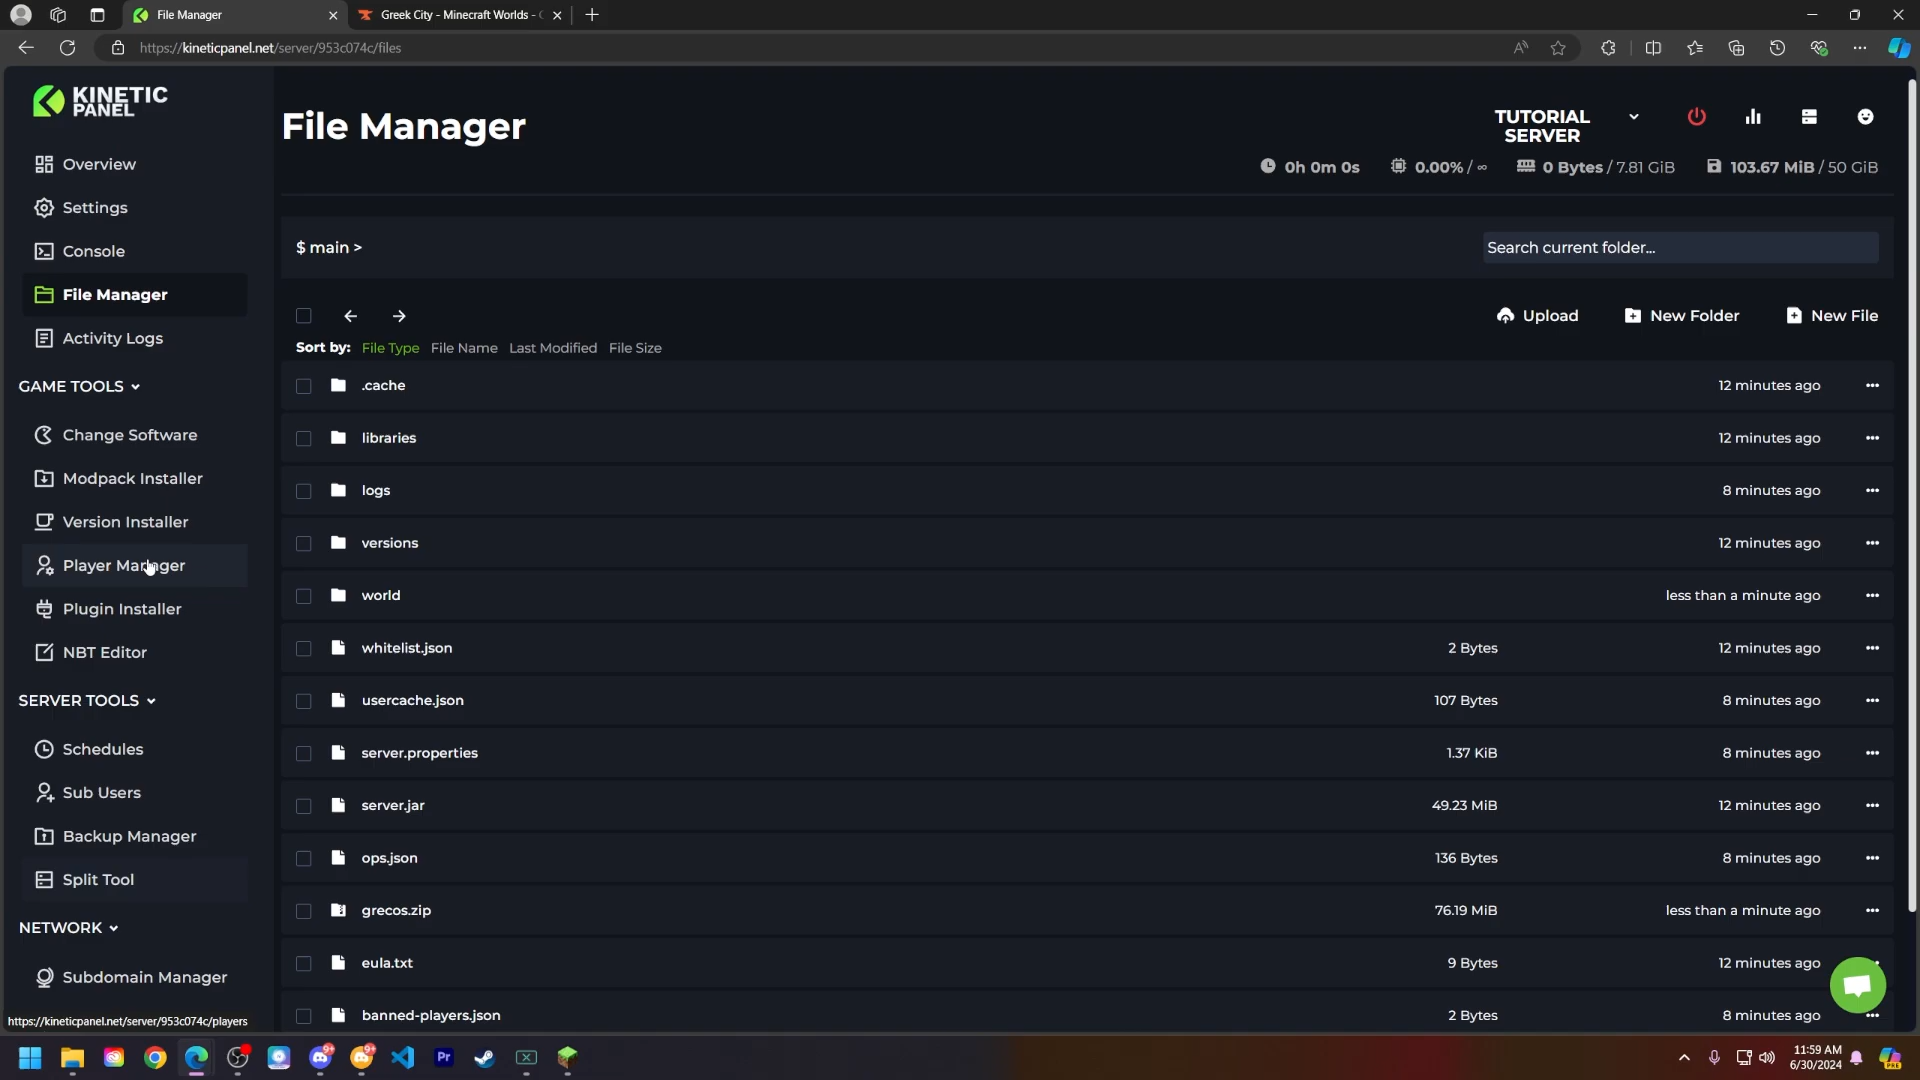 File Manager
Greek City - Minecraft Worlds -
https://kineticpanel.net/server/953c074c/files
KINETIC
PANEL
Overview
Settings
Console
File Manager
Activity Logs
GAME TOOLS
Change Software
Modpack Installer
Version Installer
Player Manager
Plugin Installer
NBT Editor
SERVER TOOLS
Schedules
Sub Users
Backup Manager
Split Tool
NETWORK
Subdomain Manager
https://kineticpanel.net/server/953c074c/players
File Manager
TUTORIAL
SERVER
0h 0m 0s 0.00% / ∞ 0 Bytes / 7.81 GiB 103.67 MiB / 50 GiB
$ main >
Search current folder...
Upload New Folder New File
Sort by: File Type File Name Last Modified File Size
.cache 12 minutes ago
libraries 12 minutes ago
logs 8 minutes ago
versions 12 minutes ago
world less than a minute ago
whitelist.json 2 Bytes 12 minutes ago
usercache.json 107 Bytes 8 minutes ago
server.properties 1.37 KiB 8 minutes ago
server.jar 49.23 MiB 12 minutes ago
ops.json 136 Bytes 8 minutes ago
grecos.zip 76.19 MiB less than a minute ago
eula.txt 9 Bytes 12 minutes ago
banned-players.json 2 Bytes 8 minutes ago
9+ 9+ Pr
11:59 AM
6/30/2024
PRE